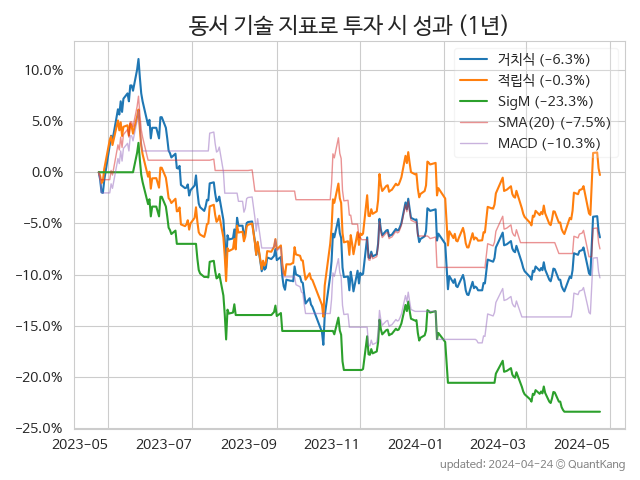 동서 기술 지표로 투자 시 성과 (1년)
거치식 (−6.3%)
적립식 (−0.3%)
SigM (−23.3%)
SMA(20) (−7.5%)
MACD (−10.3%)
10.0%
5.0%
0.0%
−5.0%
−10.0%
−15.0%
−20.0%
−25.0%
2023-05 2023-07 2023-09 2023-11 2024-01 2024-03 2024-05
updated: 2024-04-24 © QuantKang